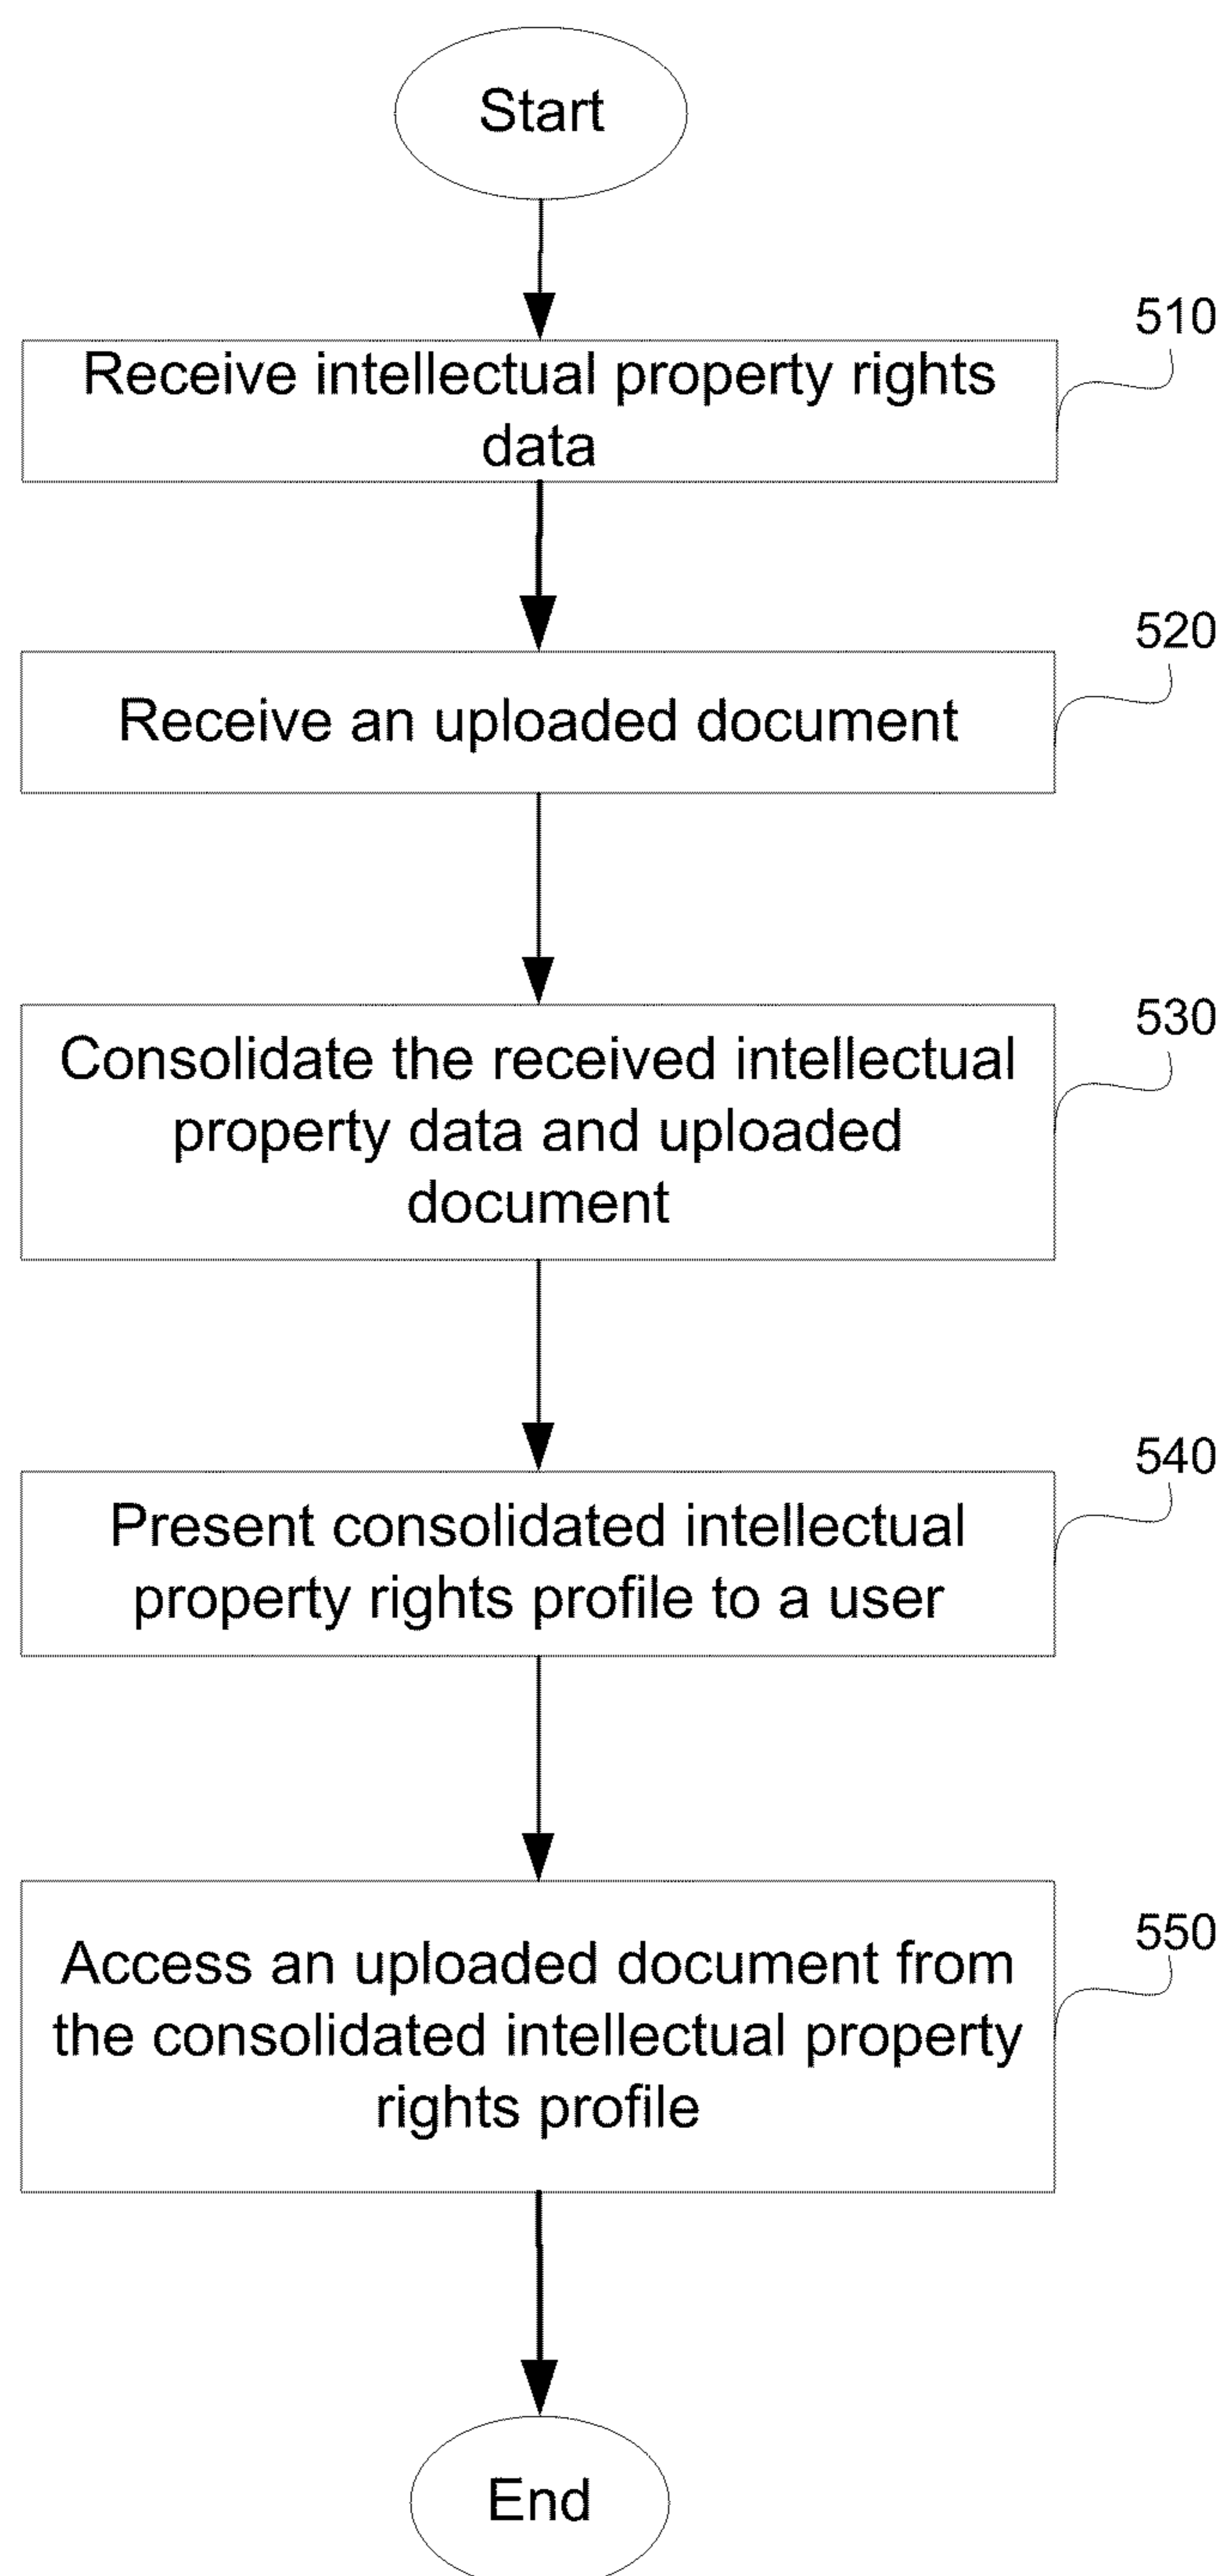 Start
510
Receive intellectual property rights
data
520
Receive an uploaded document
530
Consolidate the received intellectual
property data and uploaded
document
540
Present consolidated intellectual
property rights profile to a user
550
Access an uploaded document from
the consolidated intellectual property
rights profile
End